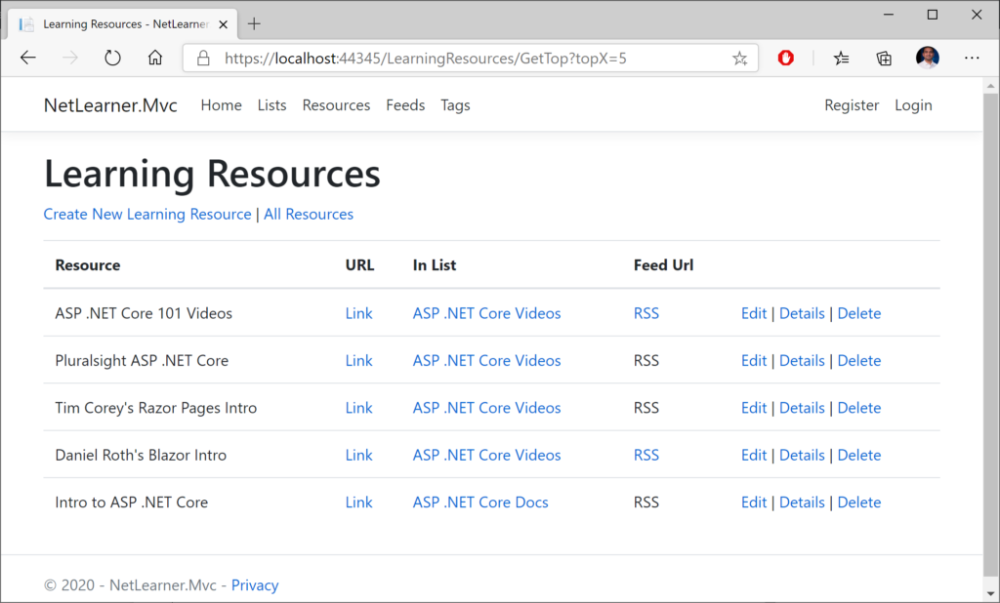 Learning Resources - NetLearner
https://localhost:44345/LearningResources/GetTop?topX=5
NetLearner.Mvc Home Lists Resources Feeds Tags Register Login
Learning Resources
Create New Learning Resource | All Resources
Resource URL In List Feed Url
ASP .NET Core 101 Videos Link ASP .NET Core Videos RSS Edit | Details | Delete
Pluralsight ASP .NET Core Link ASP .NET Core Videos RSS Edit | Details | Delete
Tim Corey's Razor Pages Intro Link ASP .NET Core Videos RSS Edit | Details | Delete
Daniel Roth's Blazor Intro Link ASP .NET Core Videos RSS Edit | Details | Delete
Intro to ASP .NET Core Link ASP .NET Core Docs RSS Edit | Details | Delete
© 2020 - NetLearner.Mvc - Privacy